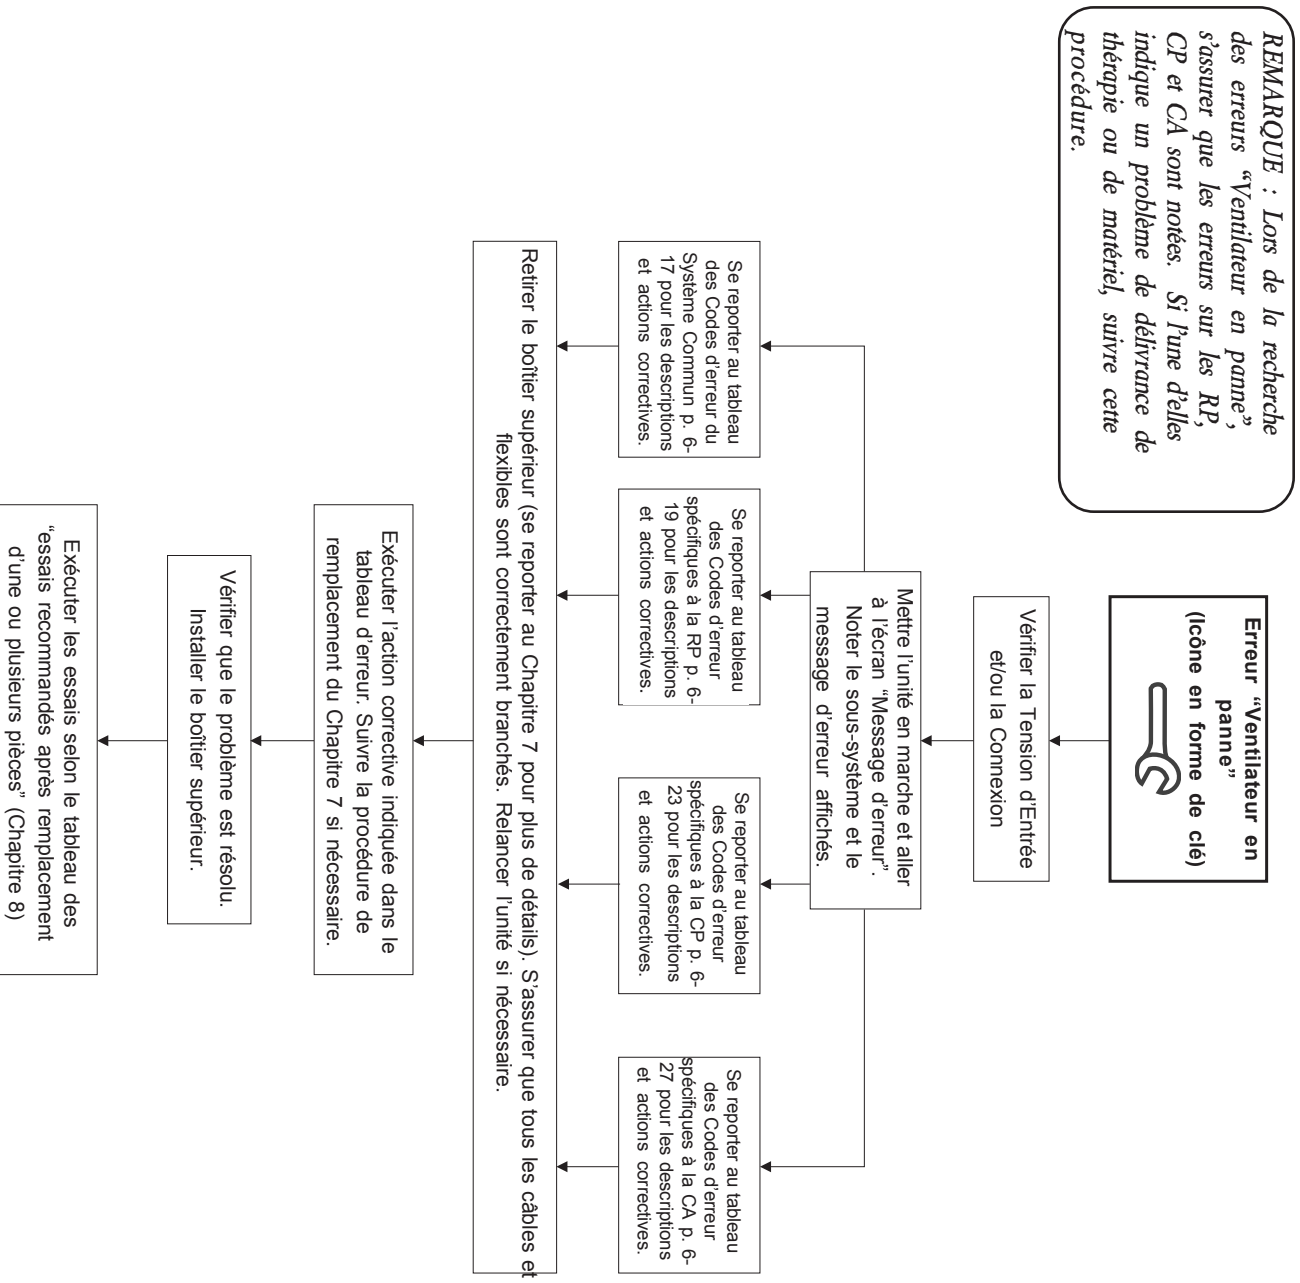 REMARQUE : Lors de la recherche
des erreurs “Ventilateur en panne”,
s’assurer que les erreurs sur les RP,
CP et CA sont notées. Si l’une d’elles
indique un problème de délivrance de
thérapie ou de matériel, suivre cette
procédure.
Erreur “Ventilateur en
panne”
(Icône en forme de clé)
Vérifier la Tension d’Entrée
et/ou la Connexion
Mettre l’unité en marche et aller
à l’écran “Message d’erreur”.
Noter le sous-système et le
message d’erreur affichés.
Se reporter au tableau
des Codes d’erreur du
Système Commun p. 6-
17 pour les descriptions
et actions correctives.
Se reporter au tableau
des Codes d’erreur
spécifiques à la RP p. 6-
19 pour les descriptions
et actions correctives.
Se reporter au tableau
des Codes d’erreur
spécifiques à la CP p. 6-
23 pour les descriptions
et actions correctives.
Se reporter au tableau
des Codes d’erreur
spécifiques à la CA p. 6-
27 pour les descriptions
et actions correctives.
Retirer le boîtier supérieur (se reporter au Chapitre 7 pour plus de détails). S’assurer que tous les câbles et
flexibles sont correctement branchés. Relancer l’unité si nécessaire.
Exécuter l’action corrective indiquée dans le
tableau d’erreur. Suivre la procédure de
remplacement du Chapitre 7 si nécessaire.
Vérifier que le problème est résolu.
Installer le boîtier supérieur.
Exécuter les essais selon le tableau des
“essais recommandés après remplacement
d’une ou plusieurs pièces” (Chapitre 8)